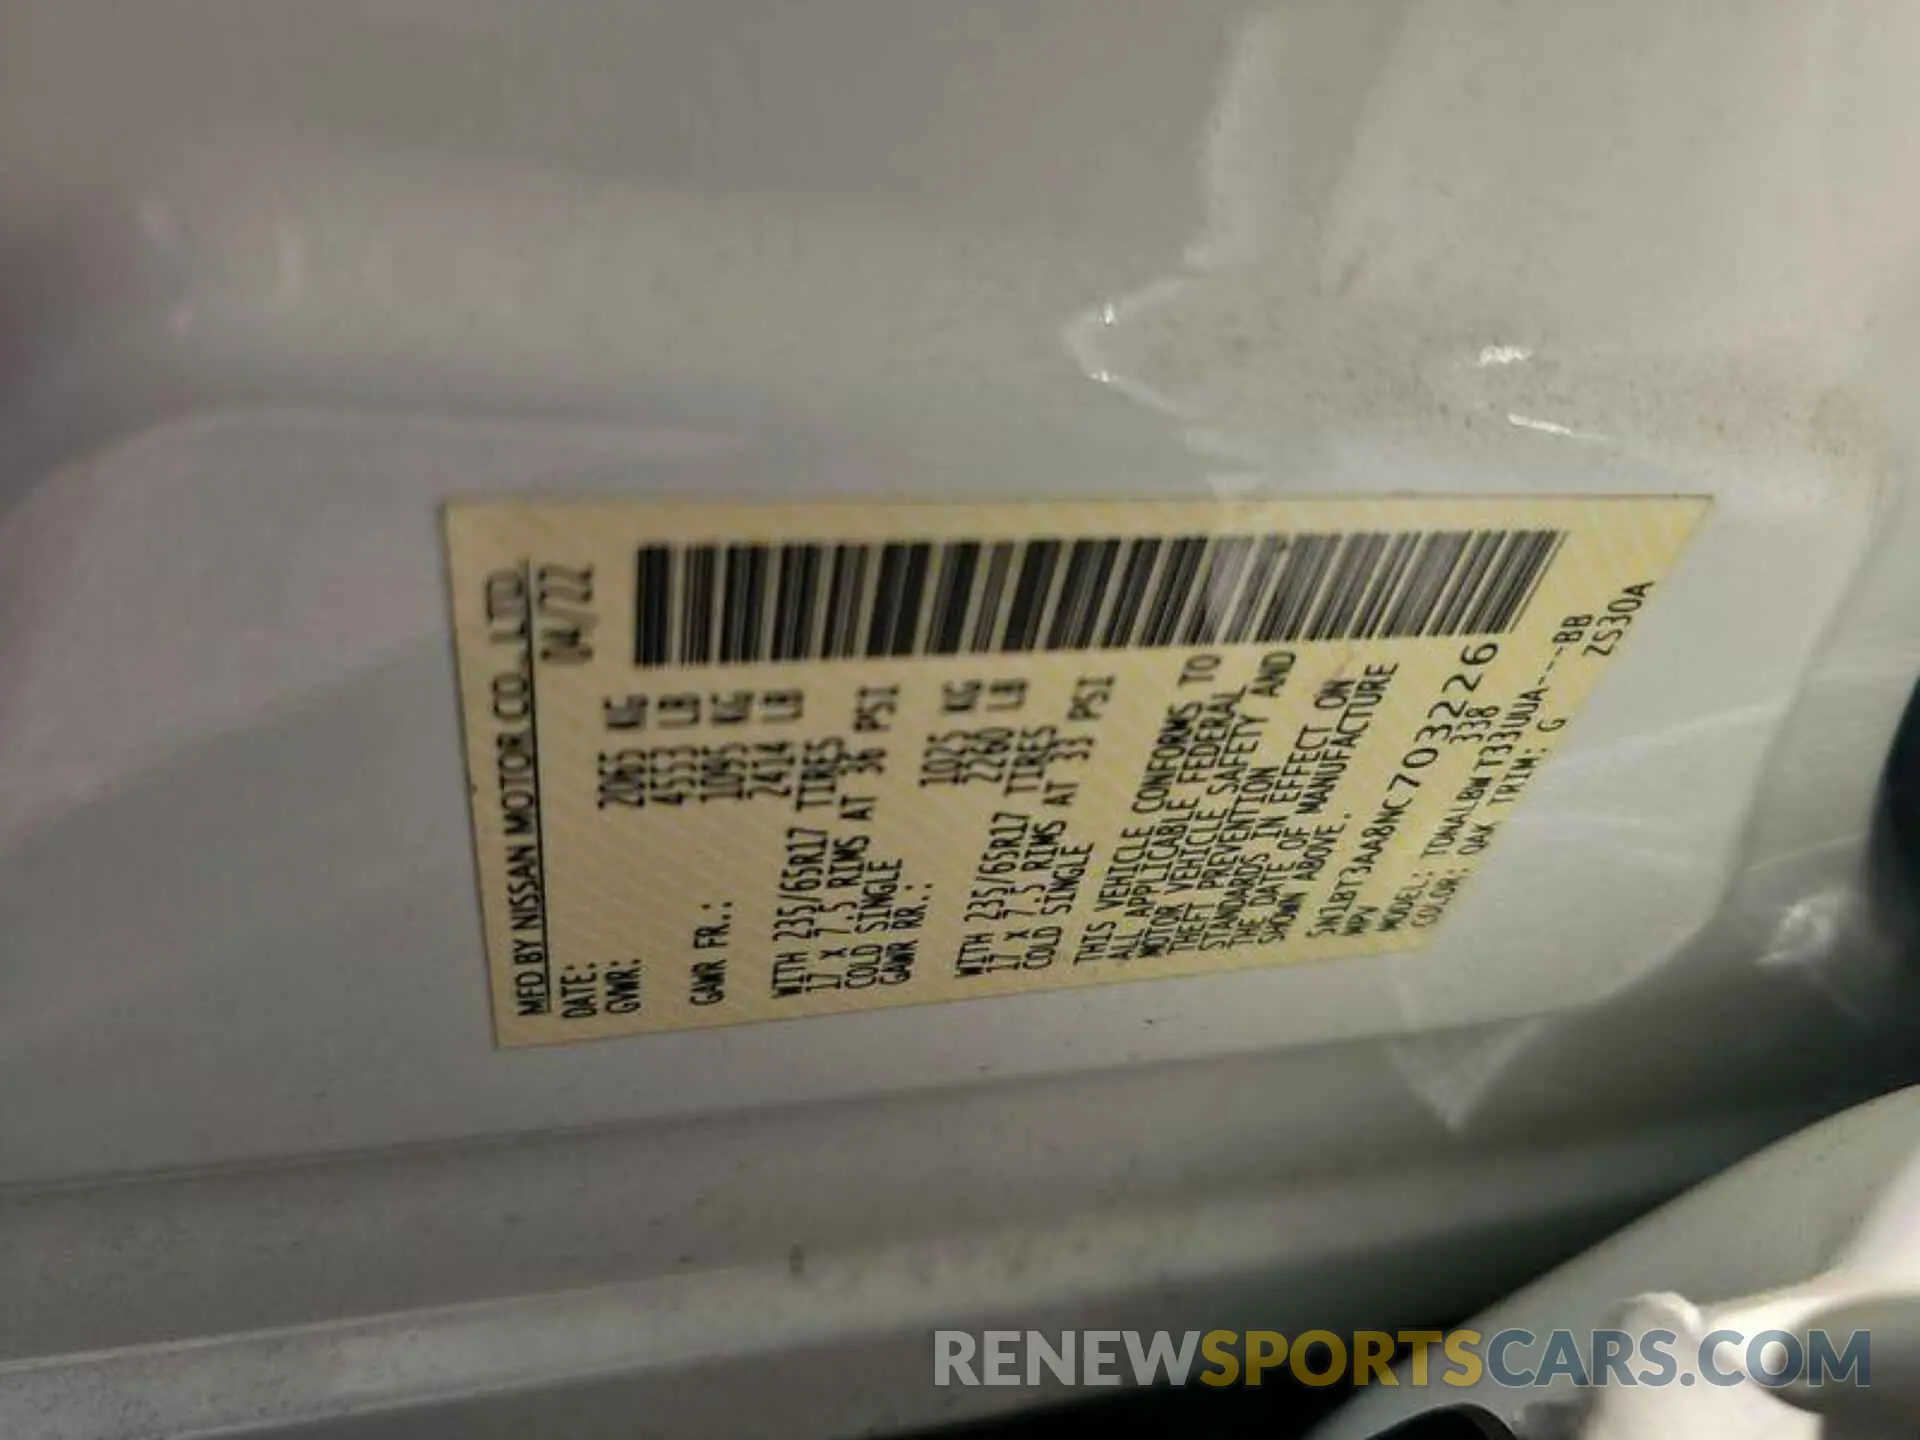 MFD BY NISSAN MOTOR CO., LTD.
DATE: 04/22
GVWR: 2065 KG
4553 LB
GAWR FR.: 1095 KG
2414 LB
WITH 235/65R17 TIRES
17 x 7.5 RIMS AT 36 PSI
COLD SINGLE
GAWR RR.: 1025 KG
2260 LB
WITH 235/65R17 TIRES
17 x 7.5 RIMS AT 33 PSI
COLD SINGLE
THIS VEHICLE CONFORMS TO
ALL APPLICABLE FEDERAL
MOTOR VEHICLE SAFETY AND
THEFT PREVENTION
STANDARDS IN EFFECT ON
THE DATE OF MANUFACTURE
SHOWN ABOVE.
5N1BT3AA8NC703226
MPV 338
MODEL: TDNALBWT33UUA---BB
COLOR: QAK TRIM: G ZS30A
RENEWSPORTSCARS.COM